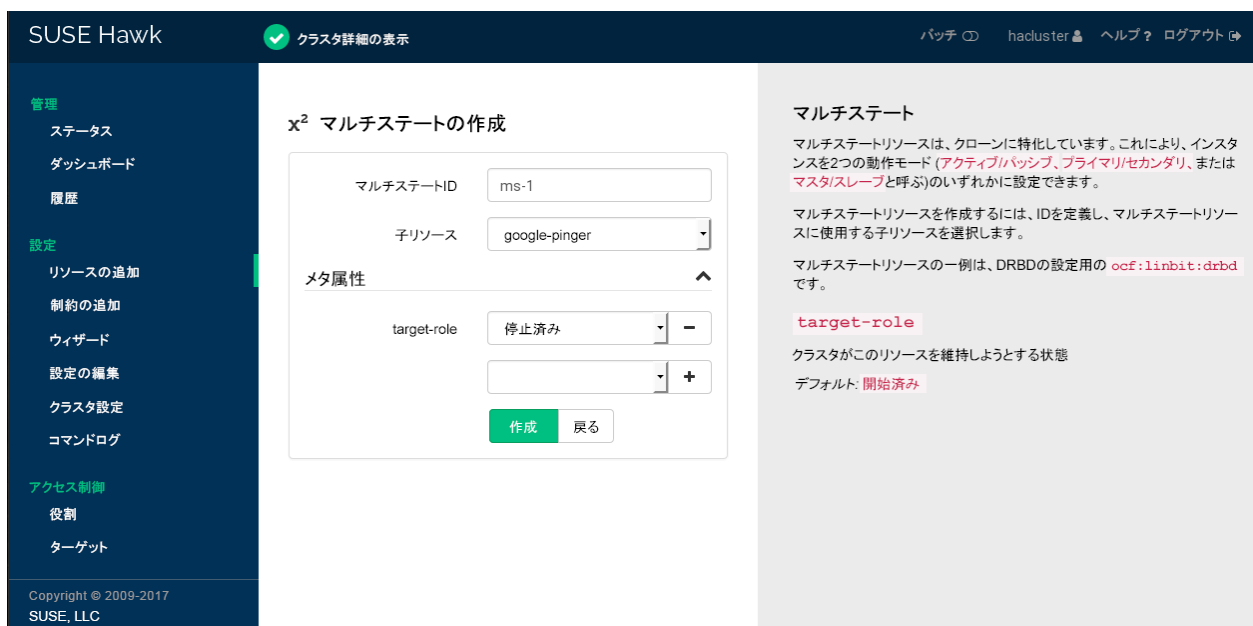 SUSE Hawk
クラスタ詳細の表示
バッチ
hacluster
ヘルプ ?
ログアウト
管理
ステータス
ダッシュボード
履歴
設定
リソースの追加
制約の追加
ウィザード
設定の編集
クラスタ設定
コマンドログ
アクセス制御
役割
ターゲット
Copyright © 2009-2017
SUSE, LLC
x² マルチステートの作成
マルチステートID
ms-1
子リソース
google-pinger
メタ属性
target-role
停止済み
作成
戻る
マルチステート
マルチステートリソースは、クローンに特化しています。これにより、インスタ
ンスを2つの動作モード (アクティブ/パッシブ、プライマリ/セカンダリ、または
マスタ/スレーブと呼ぶ)のいずれかに設定できます。
マルチステートリソースを作成するには、IDを定義し、マルチステートリソー
スに使用する子リソースを選択します。
マルチステートリソースの一例は、DRBDの設定用の ocf:linbit:drbd
です。
target-role
クラスタがこのリソースを維持しようとする状態
デフォルト: 開始済み